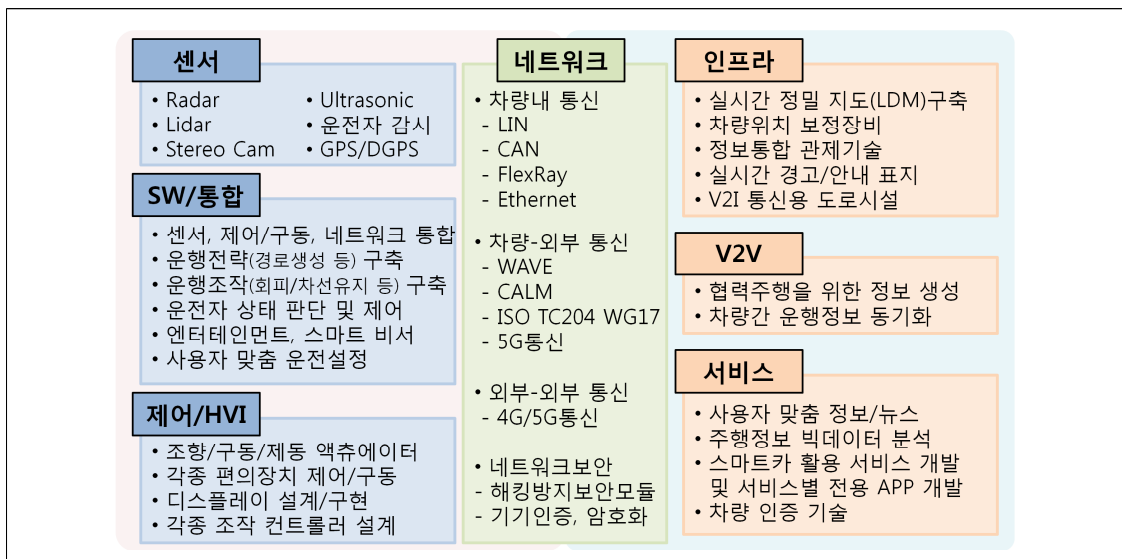 센서
• Radar
• Lidar
• Stereo Cam
• Ultrasonic
• 운전자 감시
• GPS/DGPS
SW/통합
• 센서, 제어/구동, 네트워크 통합
• 운행전략(경로생성 등) 구축
• 운행조작(회피/차선유지 등) 구축
• 운전자 상태 판단 및 제어
• 엔터테인먼트, 스마트 비서
• 사용자 맞춤 운전설정
제어/HVI
• 조향/구동/제동 액츄에이터
• 각종 편의장치 제어/구동
• 디스플레이 설계/구현
• 각종 조작 컨트롤러 설계
네트워크
• 차량내 통신
- LIN
- CAN
- FlexRay
- Ethernet
• 차량-외부 통신
- WAVE
- CALM
- ISO TC204 WG17
- 5G통신
• 외부-외부 통신
- 4G/5G통신
• 네트워크보안
- 해킹방지보안모듈
- 기기인증, 암호화
인프라
• 실시간 정밀 지도(LDM)구축
• 차량위치 보정장비
• 정보통합 관제기술
• 실시간 경고/안내 표지
• V2I 통신용 도로시설
V2V
• 협력주행을 위한 정보 생성
• 차량간 운행정보 동기화
서비스
• 사용자 맞춤 정보/뉴스
• 주행정보 빅데이터 분석
• 스마트카 활용 서비스 개발
및 서비스별 전용 APP 개발
• 차량 인증 기술